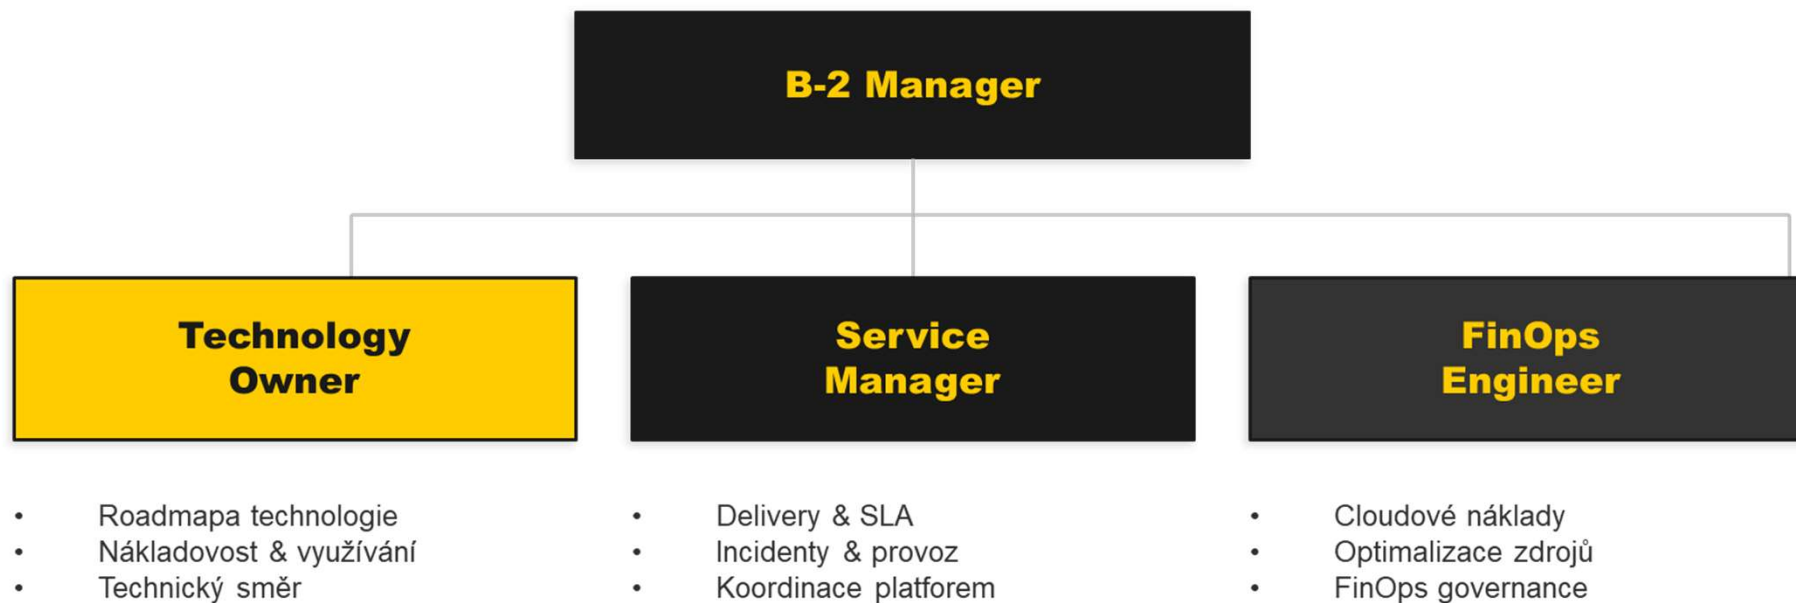 B-2 Manager
Technology
Owner
Service
Manager
FinOps
Engineer
• Roadmapa technologie
• Nákladovost & využívání
• Technický směr
• Delivery & SLA
• Incidenty & provoz
• Koordinace platforem
• Cloudové náklady
• Optimalizace zdrojů
• FinOps governance